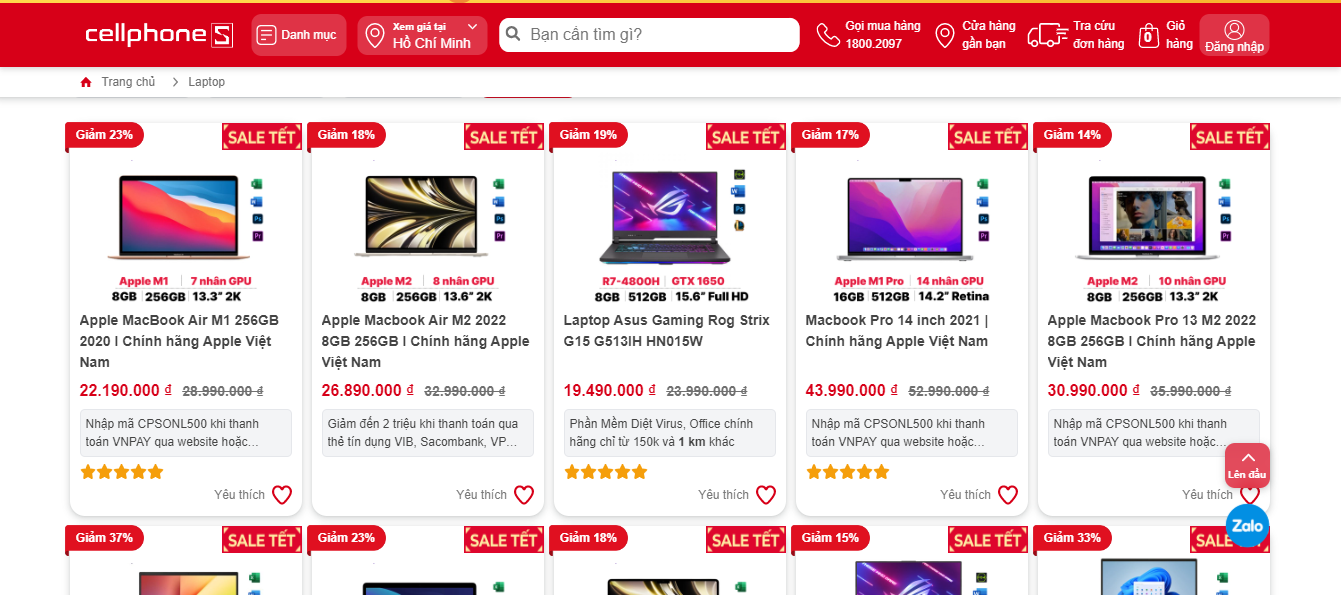 cellphoneS
Danh mục
Xem giá tại
Hồ Chí Minh
Bạn cần tìm gì?
Gọi mua hàng
1800.2097
Cửa hàng
gần bạn
Tra cứu
đơn hàng
0
Giỏ
hàng
Đăng nhập
Trang chủ
Laptop
Giảm 23%
SALE TẾT
Apple M1 | 7 nhân GPU
8GB | 256GB | 13.3" 2K
Apple MacBook Air M1 256GB
2020 I Chính hãng Apple Việt
Nam
22.190.000 ₫ 28.990.000 ₫
Nhập mã CPSONL500 khi thanh
toán VNPAY qua website hoặc...
Yêu thích
Giảm 18%
SALE TẾT
Apple M2 | 8 nhân GPU
8GB | 256GB | 13.6" 2K
Apple Macbook Air M2 2022
8GB 256GB I Chính hãng Apple
Việt Nam
26.890.000 ₫ 32.990.000 ₫
Giảm đến 2 triệu khi thanh toán qua
thẻ tín dụng VIB, Sacombank, VP...
Yêu thích
Giảm 19%
SALE TẾT
R7-4800H | GTX 1650
8GB | 512GB | 15.6" Full HD
Laptop Asus Gaming Rog Strix
G15 G513IH HN015W
19.490.000 ₫ 23.990.000 ₫
Phần Mềm Diệt Virus, Office chính
hãng chỉ từ 150k và 1 km khác
Yêu thích
Giảm 17%
SALE TẾT
Apple M1 Pro | 14 nhân GPU
16GB | 512GB | 14.2" Retina
Macbook Pro 14 inch 2021 |
Chính hãng Apple Việt Nam
43.990.000 ₫ 52.990.000 ₫
Nhập mã CPSONL500 khi thanh
toán VNPAY qua website hoặc...
Yêu thích
Giảm 14%
SALE TẾT
Apple M2 | 10 nhân GPU
8GB | 256GB | 13.3" 2K
Apple Macbook Pro 13 M2 2022
8GB 256GB I Chính hãng Apple
Việt Nam
30.990.000 ₫ 35.990.000 ₫
Nhập mã CPSONL500 khi thanh
toán VNPAY qua website hoặc...
Yêu thích
Lên đầu
Zalo
Giảm 37%
SALE TẾT
Giảm 23%
SALE TẾT
Giảm 18%
SALE TẾT
Giảm 15%
SALE TẾT
Giảm 33%
SALE